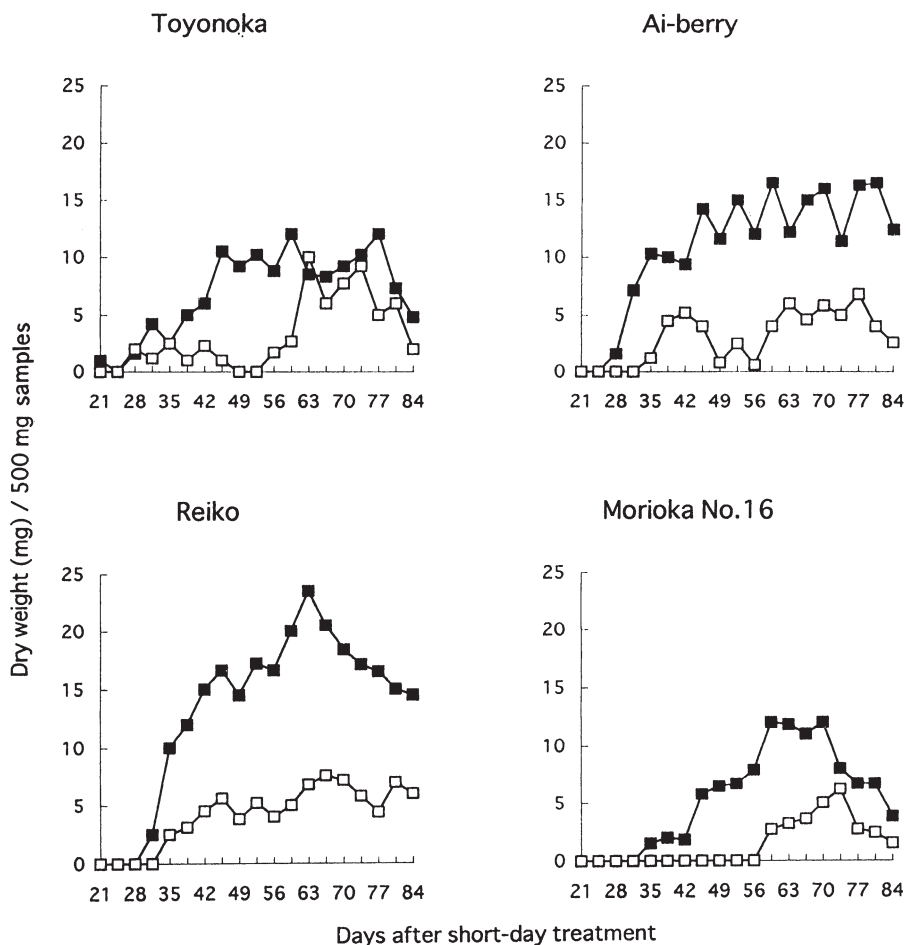 Toyonoka
Ai-berry
25
20
15
10
5
0
21 28 35 42 49 56 63 70 77 84
25
20
15
10
5
0
21 28 35 42 49 56 63 70 77 84
Dry weight (mg) / 500 mg samples
Reiko
Morioka No.16
25
20
15
10
5
0
21 28 35 42 49 56 63 70 77 84
25
20
15
10
5
0
21 28 35 42 49 56 63 70 77 84
Days after short-day treatment